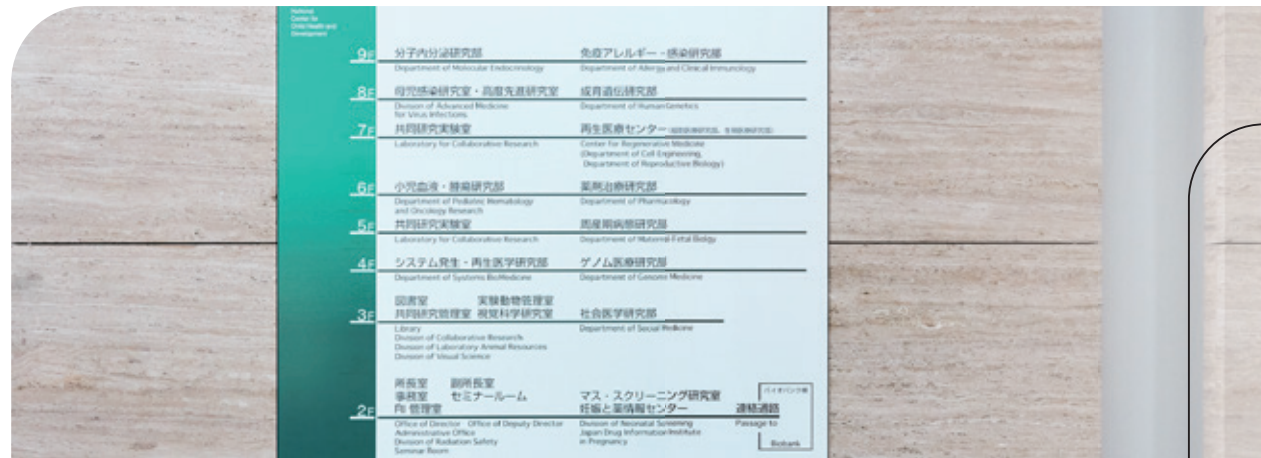 National
Center for
Child Health and
Development
9F 分子内分泌研究部 免疫アレルギー・感染研究部
Department of Molecular Endocrinology Department of Allergy and Clinical Immunology
8F 母児感染研究室・高度先進研究室 成育遺伝研究部
Division of Advanced Medicine Department of Human Genetics
for Virus Infections
7F 共同研究実験室 再生医療センター
Laboratory for Collaborative Research Center for Regenerative Medicine
(Department of Cell Engineering,
Department of Reproductive Biology)
6F 小児血液・腫瘍研究部 薬剤治療研究部
Department of Pediatric Hematology Department of Pharmacology
and Oncology Research
5F 共同研究実験室 周産期病態研究部
Laboratory for Collaborative Research Department of Maternal-Fetal Biolgy
4F システム発生・再生医学研究部 ゲノム医療研究部
Department of Systems BioMedicine Department of Genome Medicine
図書室 実験動物管理室
3F 共同研究管理室 視覚科学研究室 社会医学研究部
Library Department of Social Medicine
Division of Collaborative Research
Division of Laboratory Animal Resources
Division of Visual Science
所長室 副所長室
事務室 セミナールーム マス・スクリーニング研究室 バイオバンク棟
2F RI 管理室 妊娠と薬情報センター 連絡通路
Office of Director Office of Deputy Director Division of Neonatal Screening Passage to
Administrative Office Japan Drug Information Institute
Division of Radiation Safety in Pregnancy Biobank
Seminar Room